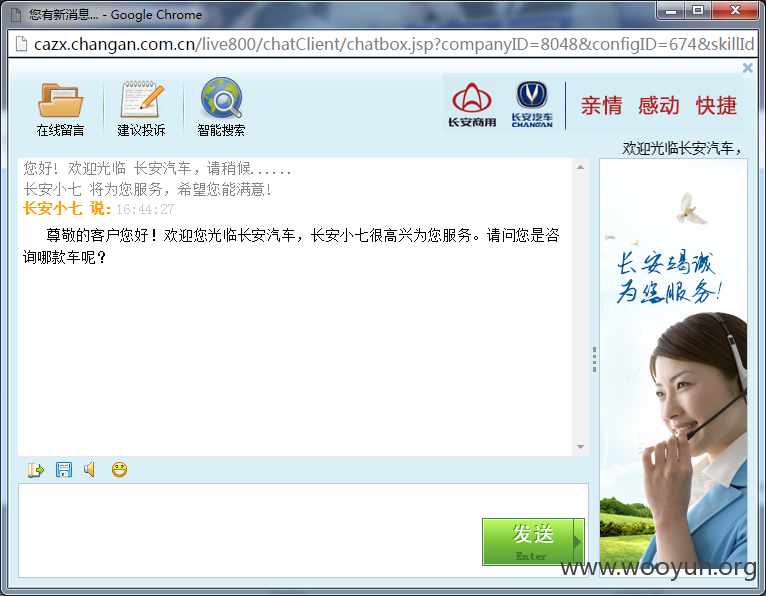 您有新消息... - Google Chrome
cazx.changan.com.cn/live800/chatClient/chatbox.jsp?companyID=8048&configID=674&skillId
在线留言
建议投诉
智能搜索
长安商用
长安汽车
CHANGAN
亲情 感动 快捷
欢迎光临长安汽车，
您好! 欢迎光临 长安汽车，请稍候......
长安小七 将为您服务，希望您能满意!
长安小七 说: 16:44:27
尊敬的客户您好！欢迎您光临长安汽车，长安小七很高兴为您服务。请问您是咨
询哪款车呢？
长安竭诚
为您服务!
发送
Enter
www.wooyun.org